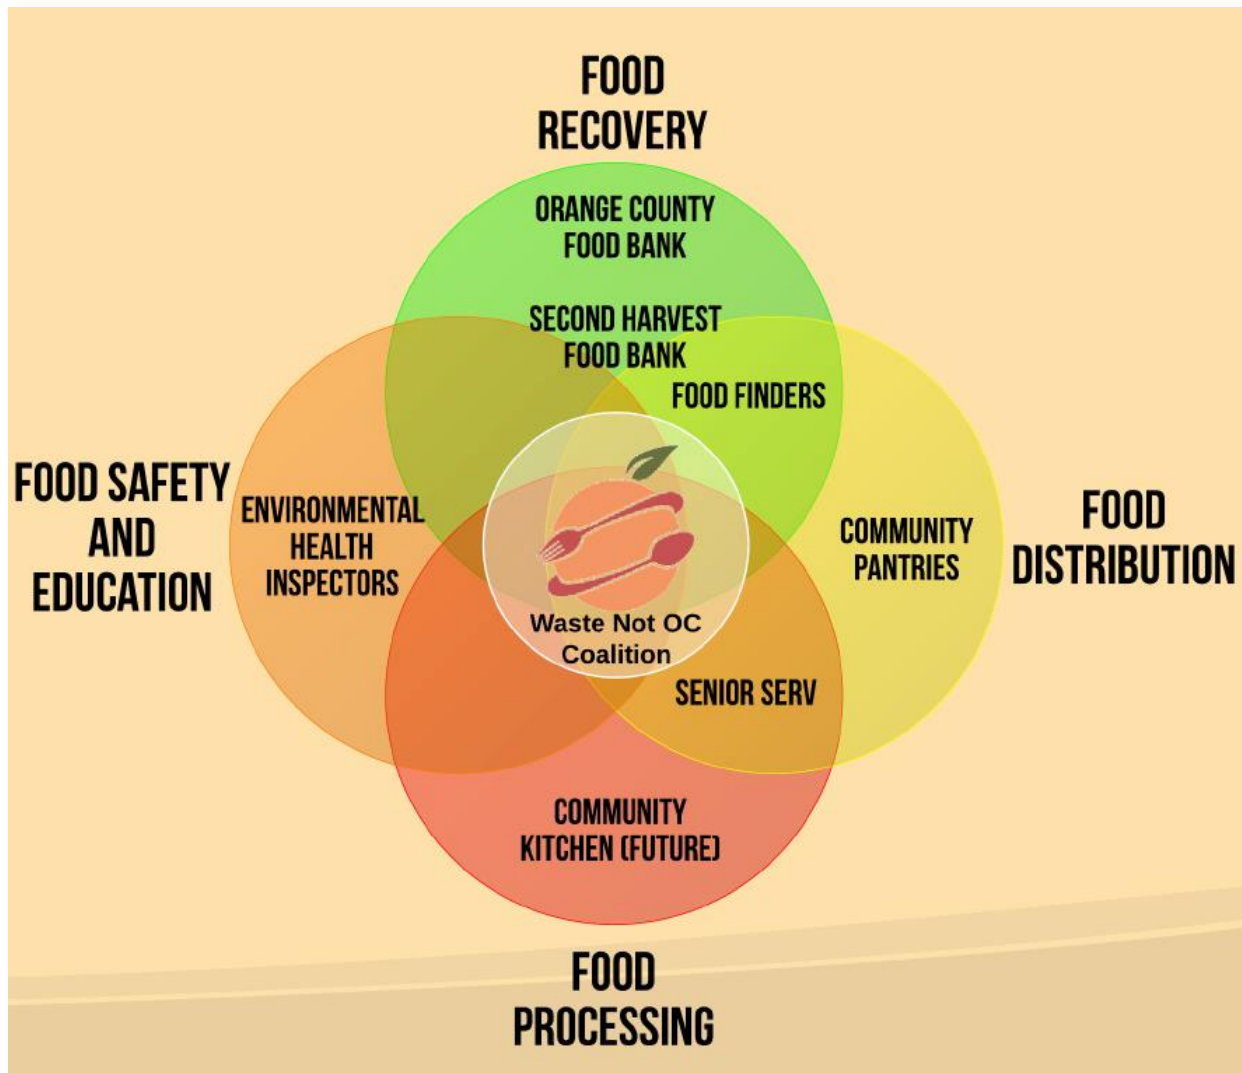 FOOD
RECOVERY
ORANGE COUNTY
FOOD BANK
SECOND HARVEST
FOOD BANK
FOOD FINDERS
FOOD SAFETY
AND
EDUCATION
ENVIRONMENTAL
HEALTH
INSPECTORS
COMMUNITY
PANTRIES
FOOD
DISTRIBUTION
Waste Not OC
Coalition
SENIOR SERV
COMMUNITY
KITCHEN (FUTURE)
FOOD
PROCESSING